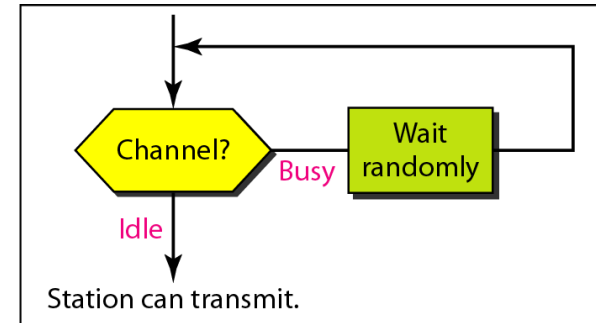 Channel?
Busy
Wait
randomly
Idle
Station can transmit.